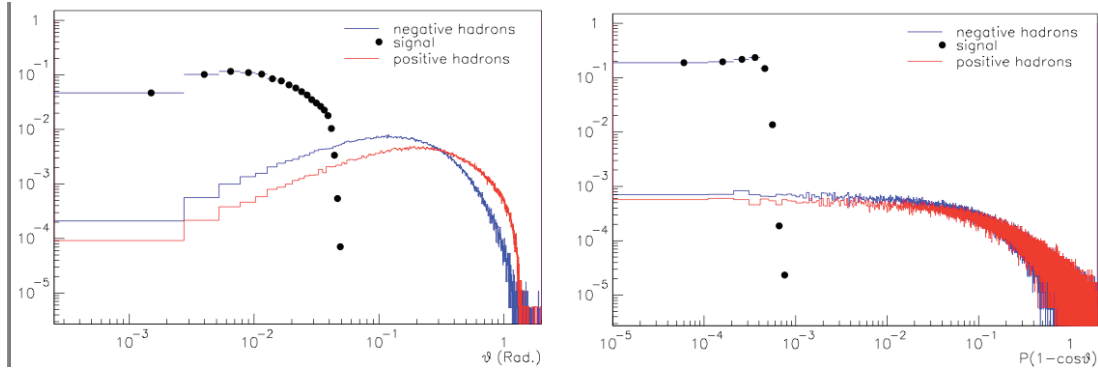 1
10⁻¹
10⁻²
10⁻³
10⁻⁴
10⁻⁵
negative hadrons
signal
positive hadrons
10⁻³ 10⁻² 10⁻¹ 1
ϑ (Rad.)
1
10⁻¹
10⁻²
10⁻³
10⁻⁴
10⁻⁵
negative hadrons
signal
positive hadrons
10⁻⁵ 10⁻⁴ 10⁻³ 10⁻² 10⁻¹ 1
P(1-cosϑ)